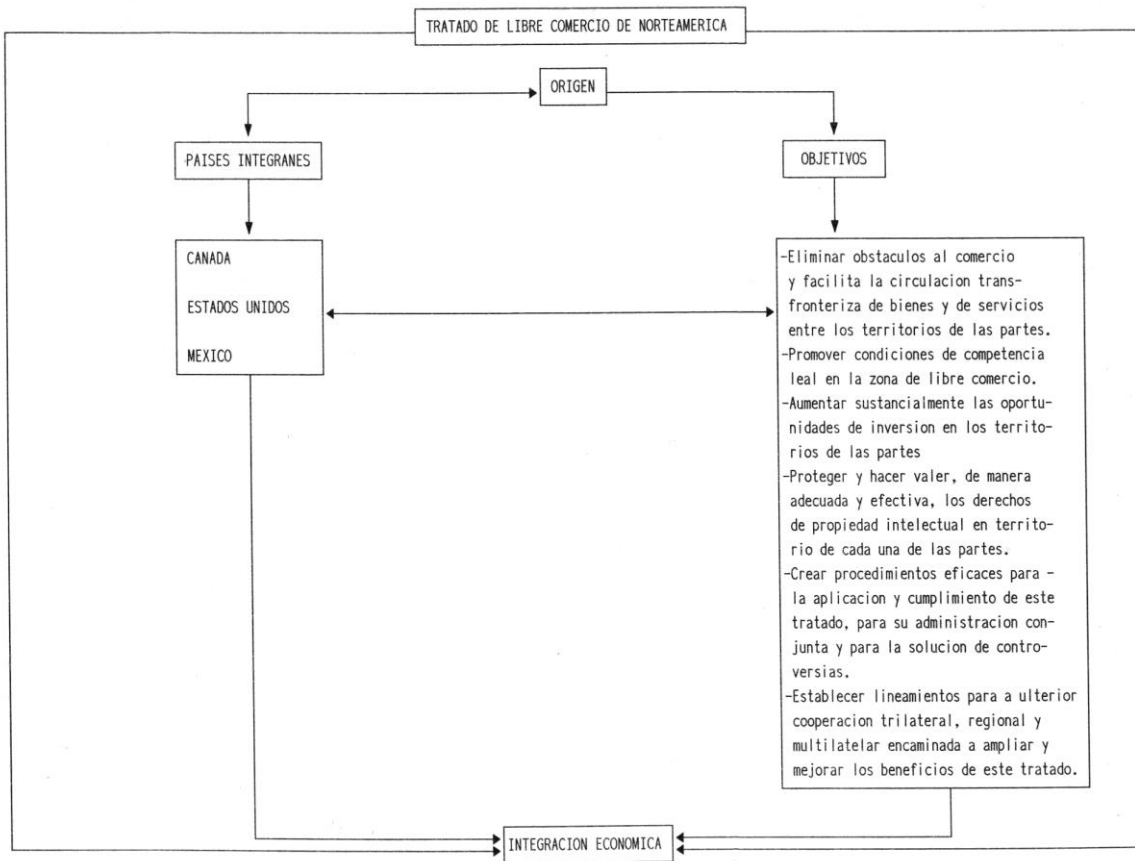 TRATADO DE LIBRE COMERCIO DE NORTEAMERICA
ORIGEN
PAISES INTEGRANES
OBJETIVOS
CANADA
ESTADOS UNIDOS
MEXICO
-Eliminar obstaculos al comercio
y facilita la circulacion trans-
fronteriza de bienes y de servicios
entre los territorios de las partes.
-Promover condiciones de competencia
leal en la zona de libre comercio.
-Aumentar sustancialmente las oportu-
nidades de inversion en los territo-
rios de las partes
-Proteger y hacer valer, de manera
adecuada y efectiva, los derechos
de propiedad intelectual en territo-
rio de cada una de las partes.
-Crear procedimientos eficaces para -
la aplicacion y cumplimiento de este
tratado, para su administracion con-
junta y para la solucion de contro-
versias.
-Establecer lineamientos para a ulterior
cooperacion trilateral, regional y
multilatelar encaminada a ampliar y
mejorar los beneficios de este tratado.
INTEGRACION ECONOMICA